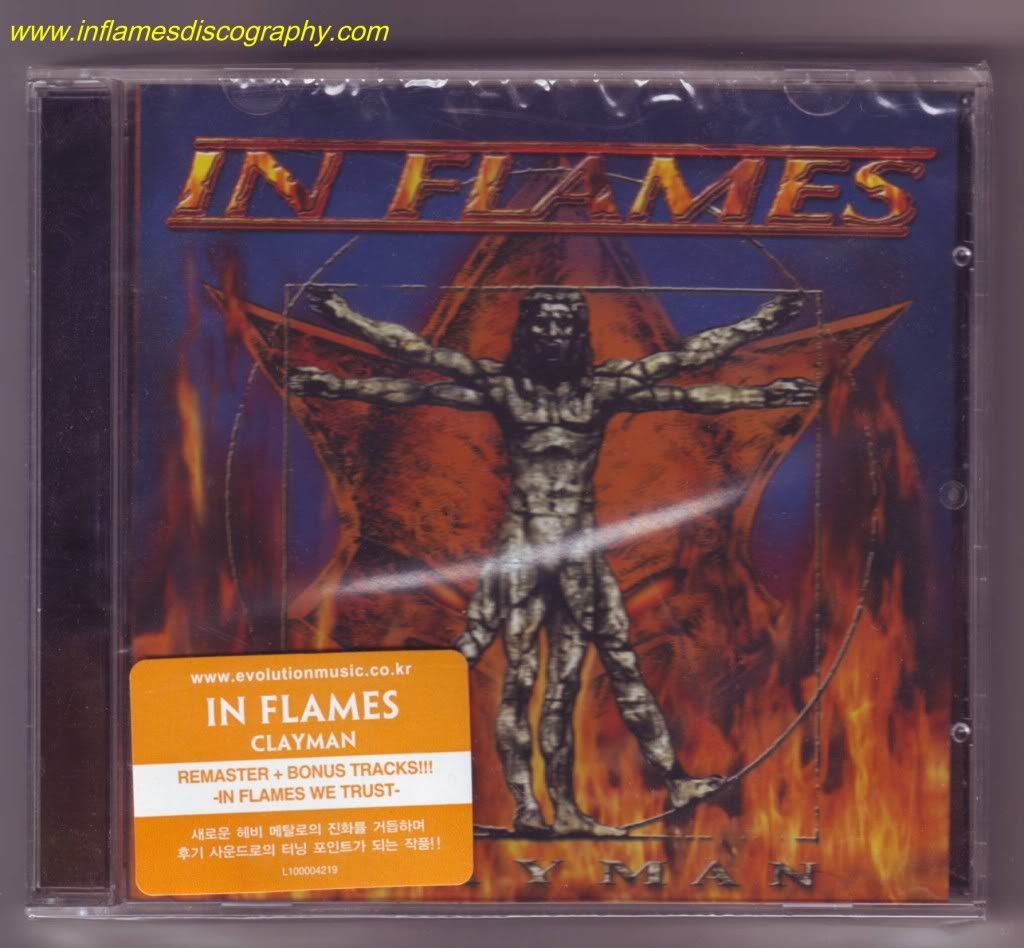 www.inflamesdiscography.com
IN FLAMES
www.evolutionmusic.co.kr
IN FLAMES
CLAYMAN
REMASTER + BONUS TRACKS!!!
-IN FLAMES WE TRUST-
새로운 헤비 메탈로의 진화를 거듭하며
후기 사운드로의 터닝 포인트가 되는 작품!!
L100004219
YMAN